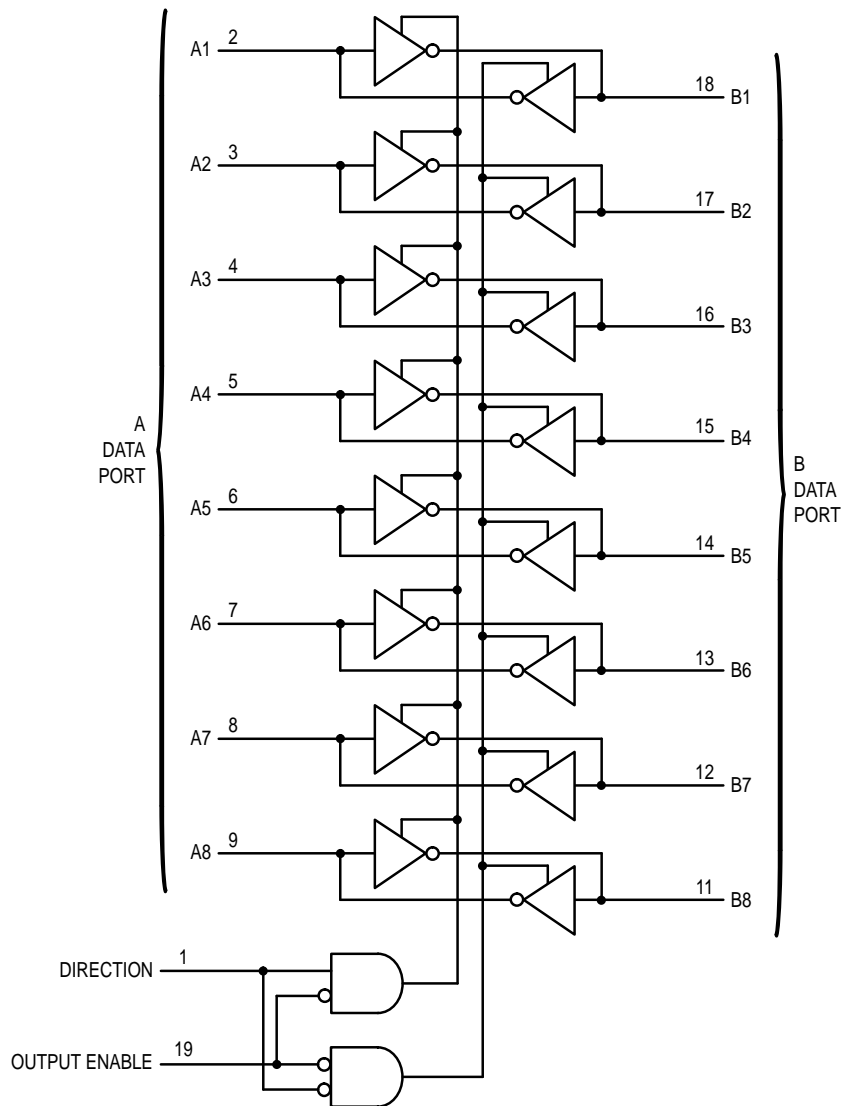 A1 2
18 B1
A2 3
17 B2
A3 4
16 B3
A4 5
15 B4
A
DATA
PORT
B
DATA
PORT
A5 6
14 B5
A6 7
13 B6
A7 8
12 B7
A8 9
11 B8
DIRECTION 1
OUTPUT ENABLE 19